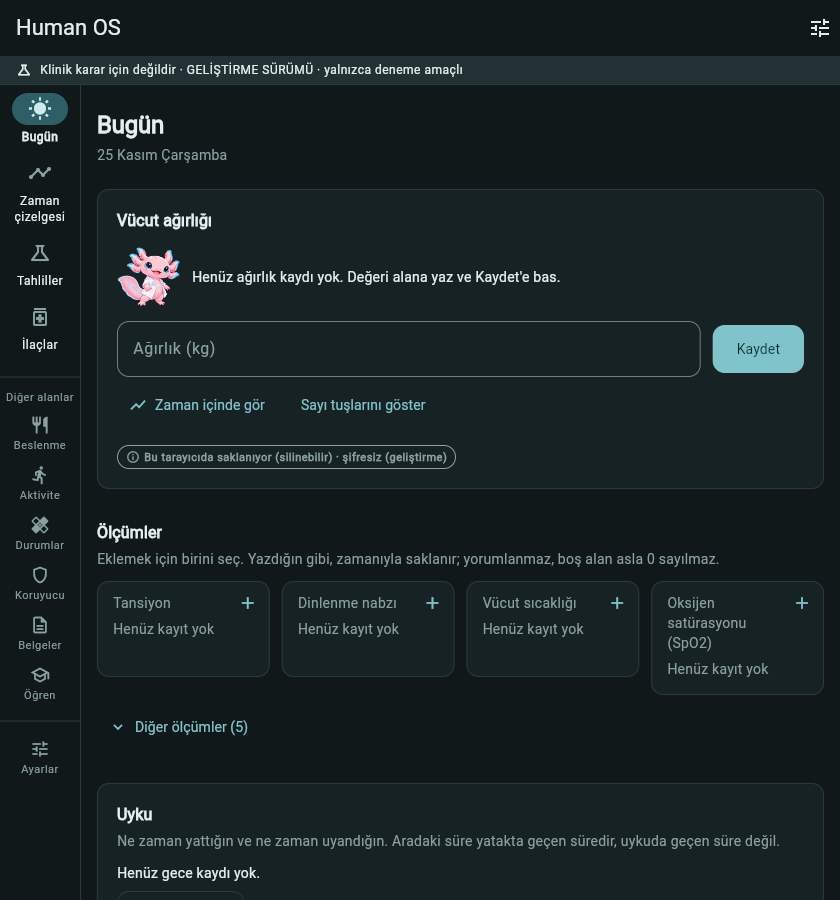 Human OS
Klinik karar için değildir · GELİŞTİRME SÜRÜMÜ · yalnızca deneme amaçlı
Bugün
Zaman
çizelgesi
Tahliller
İlaçlar
Diğer alanlar
Beslenme
Aktivite
Durumlar
Koruyucu
Belgeler
Öğren
Ayarlar
Bugün
25 Kasım Çarşamba
Vücut ağırlığı
Henüz ağırlık kaydı yok. Değeri alana yaz ve Kaydet'e bas.
Ağırlık (kg)
Kaydet
Zaman içinde gör
Sayı tuşlarını göster
Bu tarayıcıda saklanıyor (silinebilir) · şifresiz (geliştirme)
Ölçümler
Eklemek için birini seç. Yazdığın gibi, zamanıyla saklanır; yorumlanmaz, boş alan asla 0 sayılmaz.
Tansiyon
Henüz kayıt yok
Dinlenme nabzı
Henüz kayıt yok
Vücut sıcaklığı
Henüz kayıt yok
Oksijen
satürasyonu
(SpO2)
Henüz kayıt yok
Diğer ölçümler (5)
Uyku
Ne zaman yattığın ve ne zaman uyandığın. Aradaki süre yatakta geçen süredir, uykuda geçen süre değil.
Henüz gece kaydı yok.